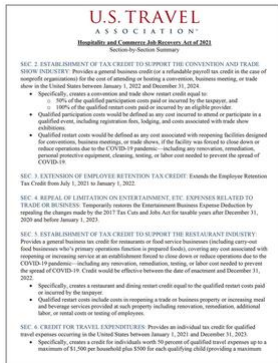 U.S. TRAVEL
ASSOCIATION
Hospitality and Commerce Job Recovery Act of 2021
Section-by-Section Summary
SEC. 2. ESTABLISHMENT OF TAX CREDIT TO SUPPORT THE CONVENTION AND TRADE
SHOW INDUSTRY: Provides a general business credit (or a refundable payroll tax credit in the case of
nonprofit organizations) for the cost of attending or hosting a convention, business meeting, or trade
show in the United States between January 1, 2022 and December 31, 2024.
• Specifically, creates a convention and trade show restart credit equal to:
o 50% of the qualified participation costs paid or incurred by the taxpayer, and
o 100% of the qualified restart costs paid or incurred by an eligible provider.
• Qualified participation costs would be defined as any cost incurred to attend or participate in a
qualified event, including registration fees, lodging, and costs associated with trade show
exhibitions.
• Qualified restart costs would be defined as any cost associated with reopening facilities designed
for conventions, business meetings, or trade shows, if the facility was forced to close down or
reduce operations due to the COVID-19 pandemic – including any renovation, remediation,
personal protective equipment, cleaning, testing, or labor cost needed to prevent the spread of
COVID-19.
SEC. 3. EXTENSION OF EMPLOYEE RETENTION TAX CREDIT: Extends the Employee Retention
Tax Credit from July 1, 2021 to January 1, 2022.
SEC. 4. REPEAL OF LIMITATION ON ENTERTAINMENT, ETC. EXPENSES RELATED TO
TRADE OR BUSINESS: Temporarily restores the Entertainment Business Expense Deduction by
repealing the changes made by the 2017 Tax Cuts and Jobs Act for taxable years after December 31,
2020 and before January 1, 2023.
SEC. 5. ESTABLISHMENT OF TAX CREDIT TO SUPPORT THE RESTAURANT INDUSTRY:
Provides a general business tax credit for restaurants or food service businesses (including carry-out
food businesses who's primary operations function is prepared foods), covering any cost associated with
reopening or increasing service at an establishment forced to close down or reduce operations due to the
COVID-19 pandemic – including any renovation, remediation, testing, or labor cost needed to prevent
the spread of COVID-19. Credit would be effective between the date of enactment and December 31,
2022.
• Specifically, creates a restaurant and dining restart credit equal to the qualified restart costs paid
or incurred by the taxpayer.
• Qualified restart costs include costs in reopening a trade or business property or increasing meal
and beverage services provided at such property including renovation, remediation, additional
labor, or rental costs or testing of employees.
SEC. 6. CREDIT FOR TRAVEL EXPENDITURES: Provides an individual tax credit for qualified
travel expenses occurring in the United States between January 1, 2021 and December 31, 2023.
• Specifically, creates a credit for individuals worth 50 percent of qualified travel expenses up to a
maximum of $1,500 per household plus $500 for each qualifying child (providing a maximum